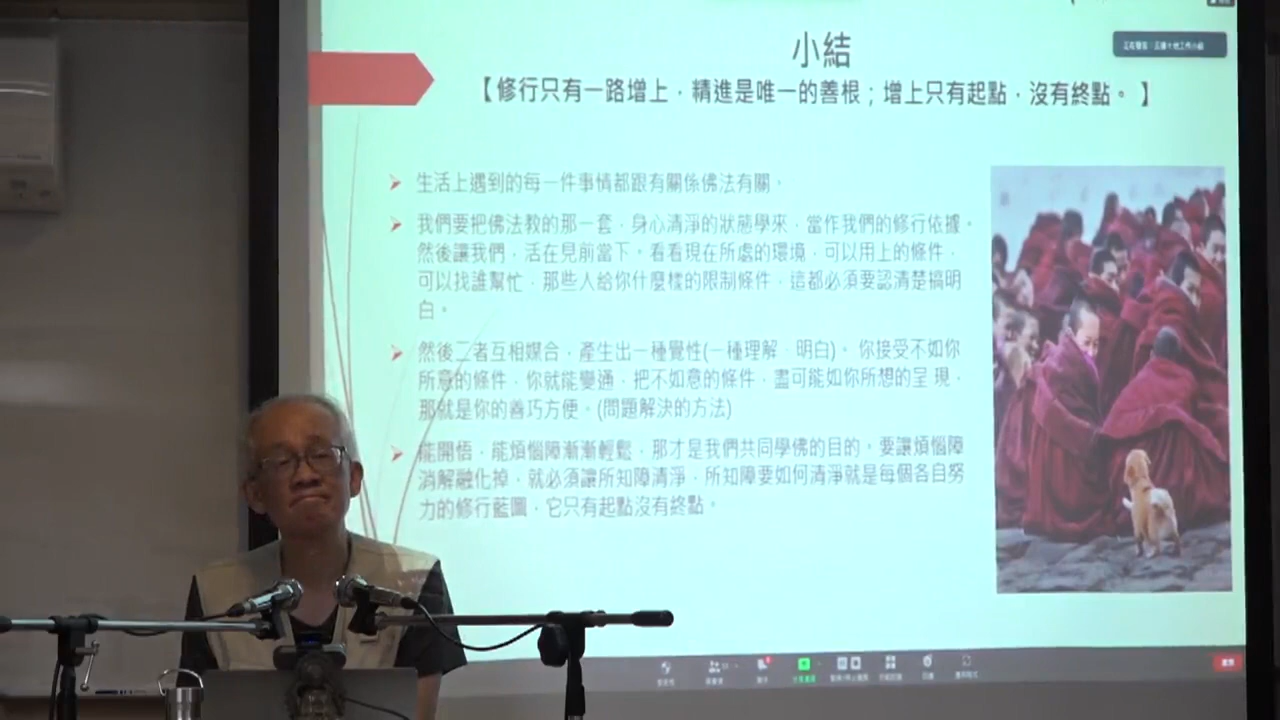 小結
【修行只有一路增上，精進是唯一的善根；增上只有起點，沒有終點。】
生活上遇到的每一件事情都跟有關係佛法有關，
我們要把佛法教的那一套，身心清淨的狀態學來，當作我們的修行依據，
然後讓我們，活在見前當下。看看現在所處的環境，可以用上的條件，
可以找誰幫忙，那些人給你什麼樣的限制條件，這都必須要認清楚搞明
白。
然後二者互相媒合，產生出一種覺性(一種理解，明白)。你接受不如你
所意的條件，你就能變通，把不如意的條件，盡可能如你所想的呈 現，
那就是你的善巧方便。(問題解決的方法)
能開悟，能煩惱障漸漸輕鬆，那才是我們共同學佛的目的，要讓煩惱障
消解融化掉，就必須讓所知障清淨，所知障要如何清淨就是每個各自努
力的修行藍圖，它只有起點沒有終點。